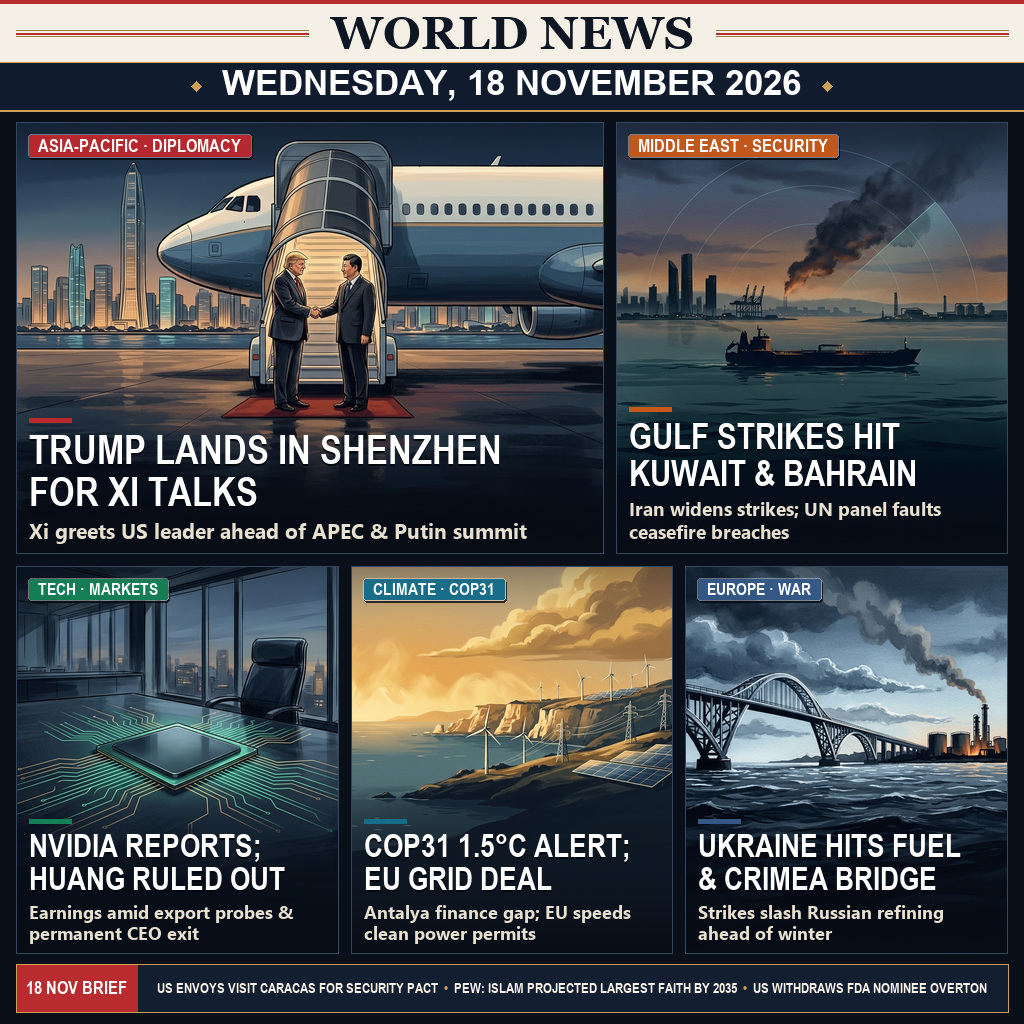 WORLD NEWS
WEDNESDAY, 18 NOVEMBER 2026
ASIA-PACIFIC · DIPLOMACY
TRUMP LANDS IN SHENZHEN
FOR XI TALKS
Xi greets US leader ahead of APEC & Putin summit
MIDDLE EAST · SECURITY
GULF STRIKES HIT
KUWAIT & BAHRAIN
Iran widens strikes; UN panel faults
ceasefire breaches
TECH · MARKETS
NVIDIA REPORTS;
HUANG RULED OUT
Earnings amid export probes &
permanent CEO exit
CLIMATE · COP31
COP31 1.5°C ALERT;
EU GRID DEAL
Antalya finance gap; EU speeds
clean power permits
EUROPE · WAR
UKRAINE HITS FUEL
& CRIMEA BRIDGE
Strikes slash Russian refining
ahead of winter
18 NOV BRIEF
US ENVOYS VISIT CARACAS FOR SECURITY PACT • PEW: ISLAM PROJECTED LARGEST FAITH BY 2035 • US WITHDRAWS FDA NOMINEE OVERTON